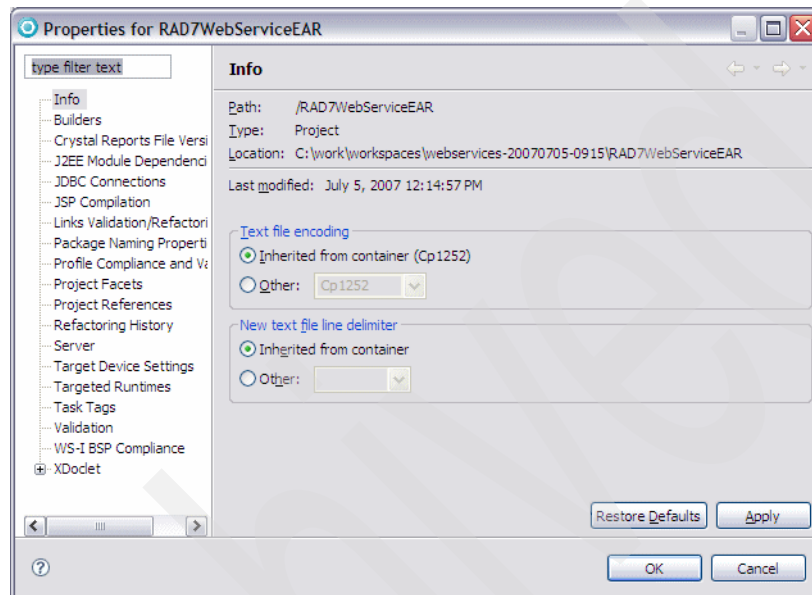 Properties for RAD7WebServiceEAR
type filter text
Info
Builders
Crystal Reports File Versi
J2EE Module Dependenci
JDBC Connections
JSP Compilation
Links Validation/Refactori
Package Naming Properti
Profile Compliance and Va
Project Facets
Project References
Refactoring History
Server
Target Device Settings
Targeted Runtimes
Task Tags
Validation
WS-I BSP Compliance
XDoclet
Info
Path: /RAD7WebServiceEAR
Type: Project
Location: C:\work\workspaces\webservices-20070705-0915\RAD7WebServiceEAR
Last modified: July 5, 2007 12:14:57 PM
Text file encoding
Inherited from container (Cp1252)
Other: Cp1252
New text file line delimiter
Inherited from container
Other:
Restore Defaults Apply
OK Cancel